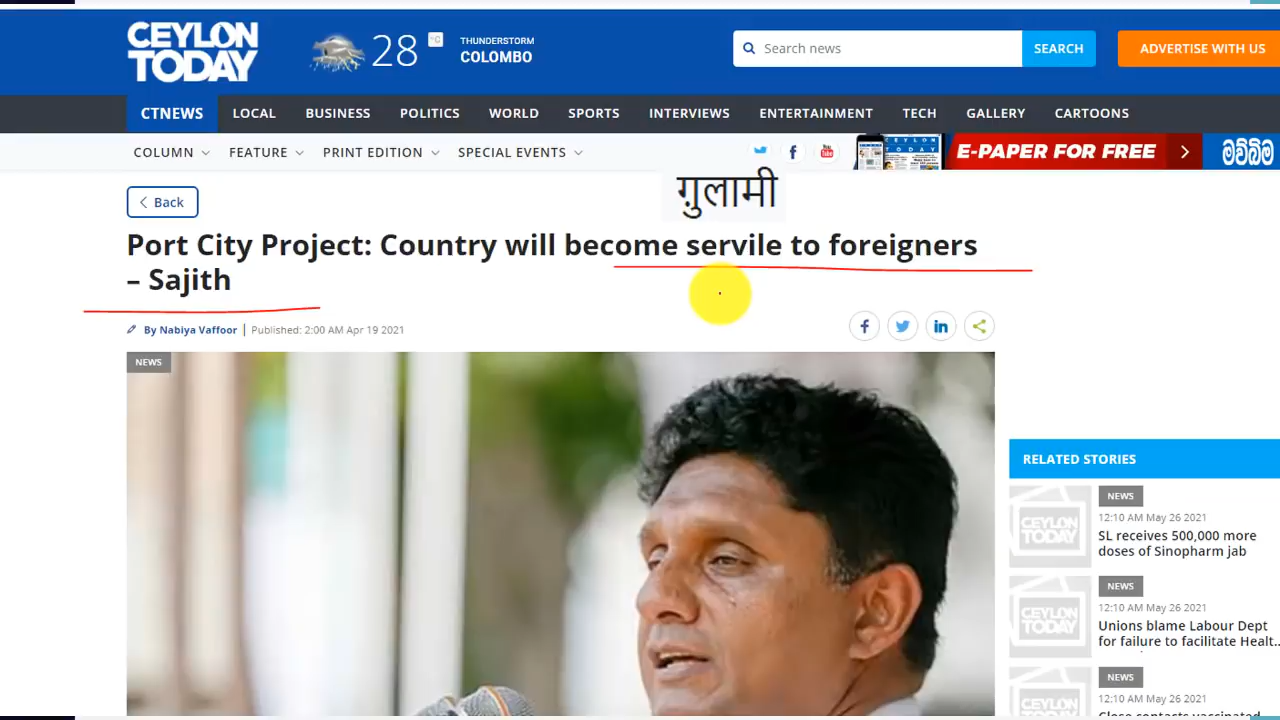 CEYLON
TODAY
28 °C
THUNDERSTORM
COLOMBO
Search news
SEARCH
ADVERTISE WITH US
CTNEWS LOCAL BUSINESS POLITICS WORLD SPORTS INTERVIEWS ENTERTAINMENT TECH GALLERY CARTOONS
COLUMN FEATURE PRINT EDITION SPECIAL EVENTS
E-PAPER FOR FREE
මව්බිම
Back
गुलामी
Port City Project: Country will become servile to foreigners
– Sajith
By Nabiya Vaffoor | Published: 2:00 AM Apr 19 2021
NEWS
RELATED STORIES
NEWS
12:10 AM May 26 2021
SL receives 500,000 more
doses of Sinopharm jab
NEWS
12:10 AM May 26 2021
Unions blame Labour Dept
for failure to facilitate Healt...
NEWS
12:10 AM May 26 2021